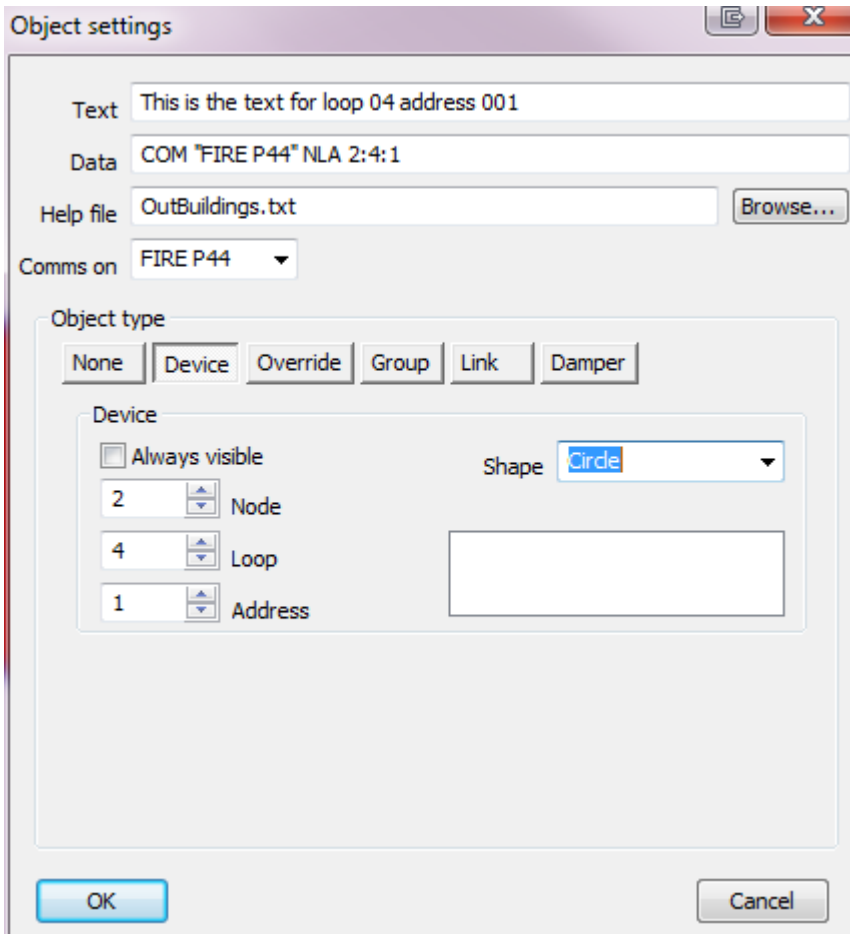 Object settings
Text This is the text for loop 04 address 001
Data COM "FIRE P44" NLA 2:4:1
Help file OutBuildings.txt Browse...
Comms on FIRE P44
Object type
None Device Override Group Link Damper
Device
Always visible Shape Circle
2 Node
4 Loop
1 Address
OK Cancel